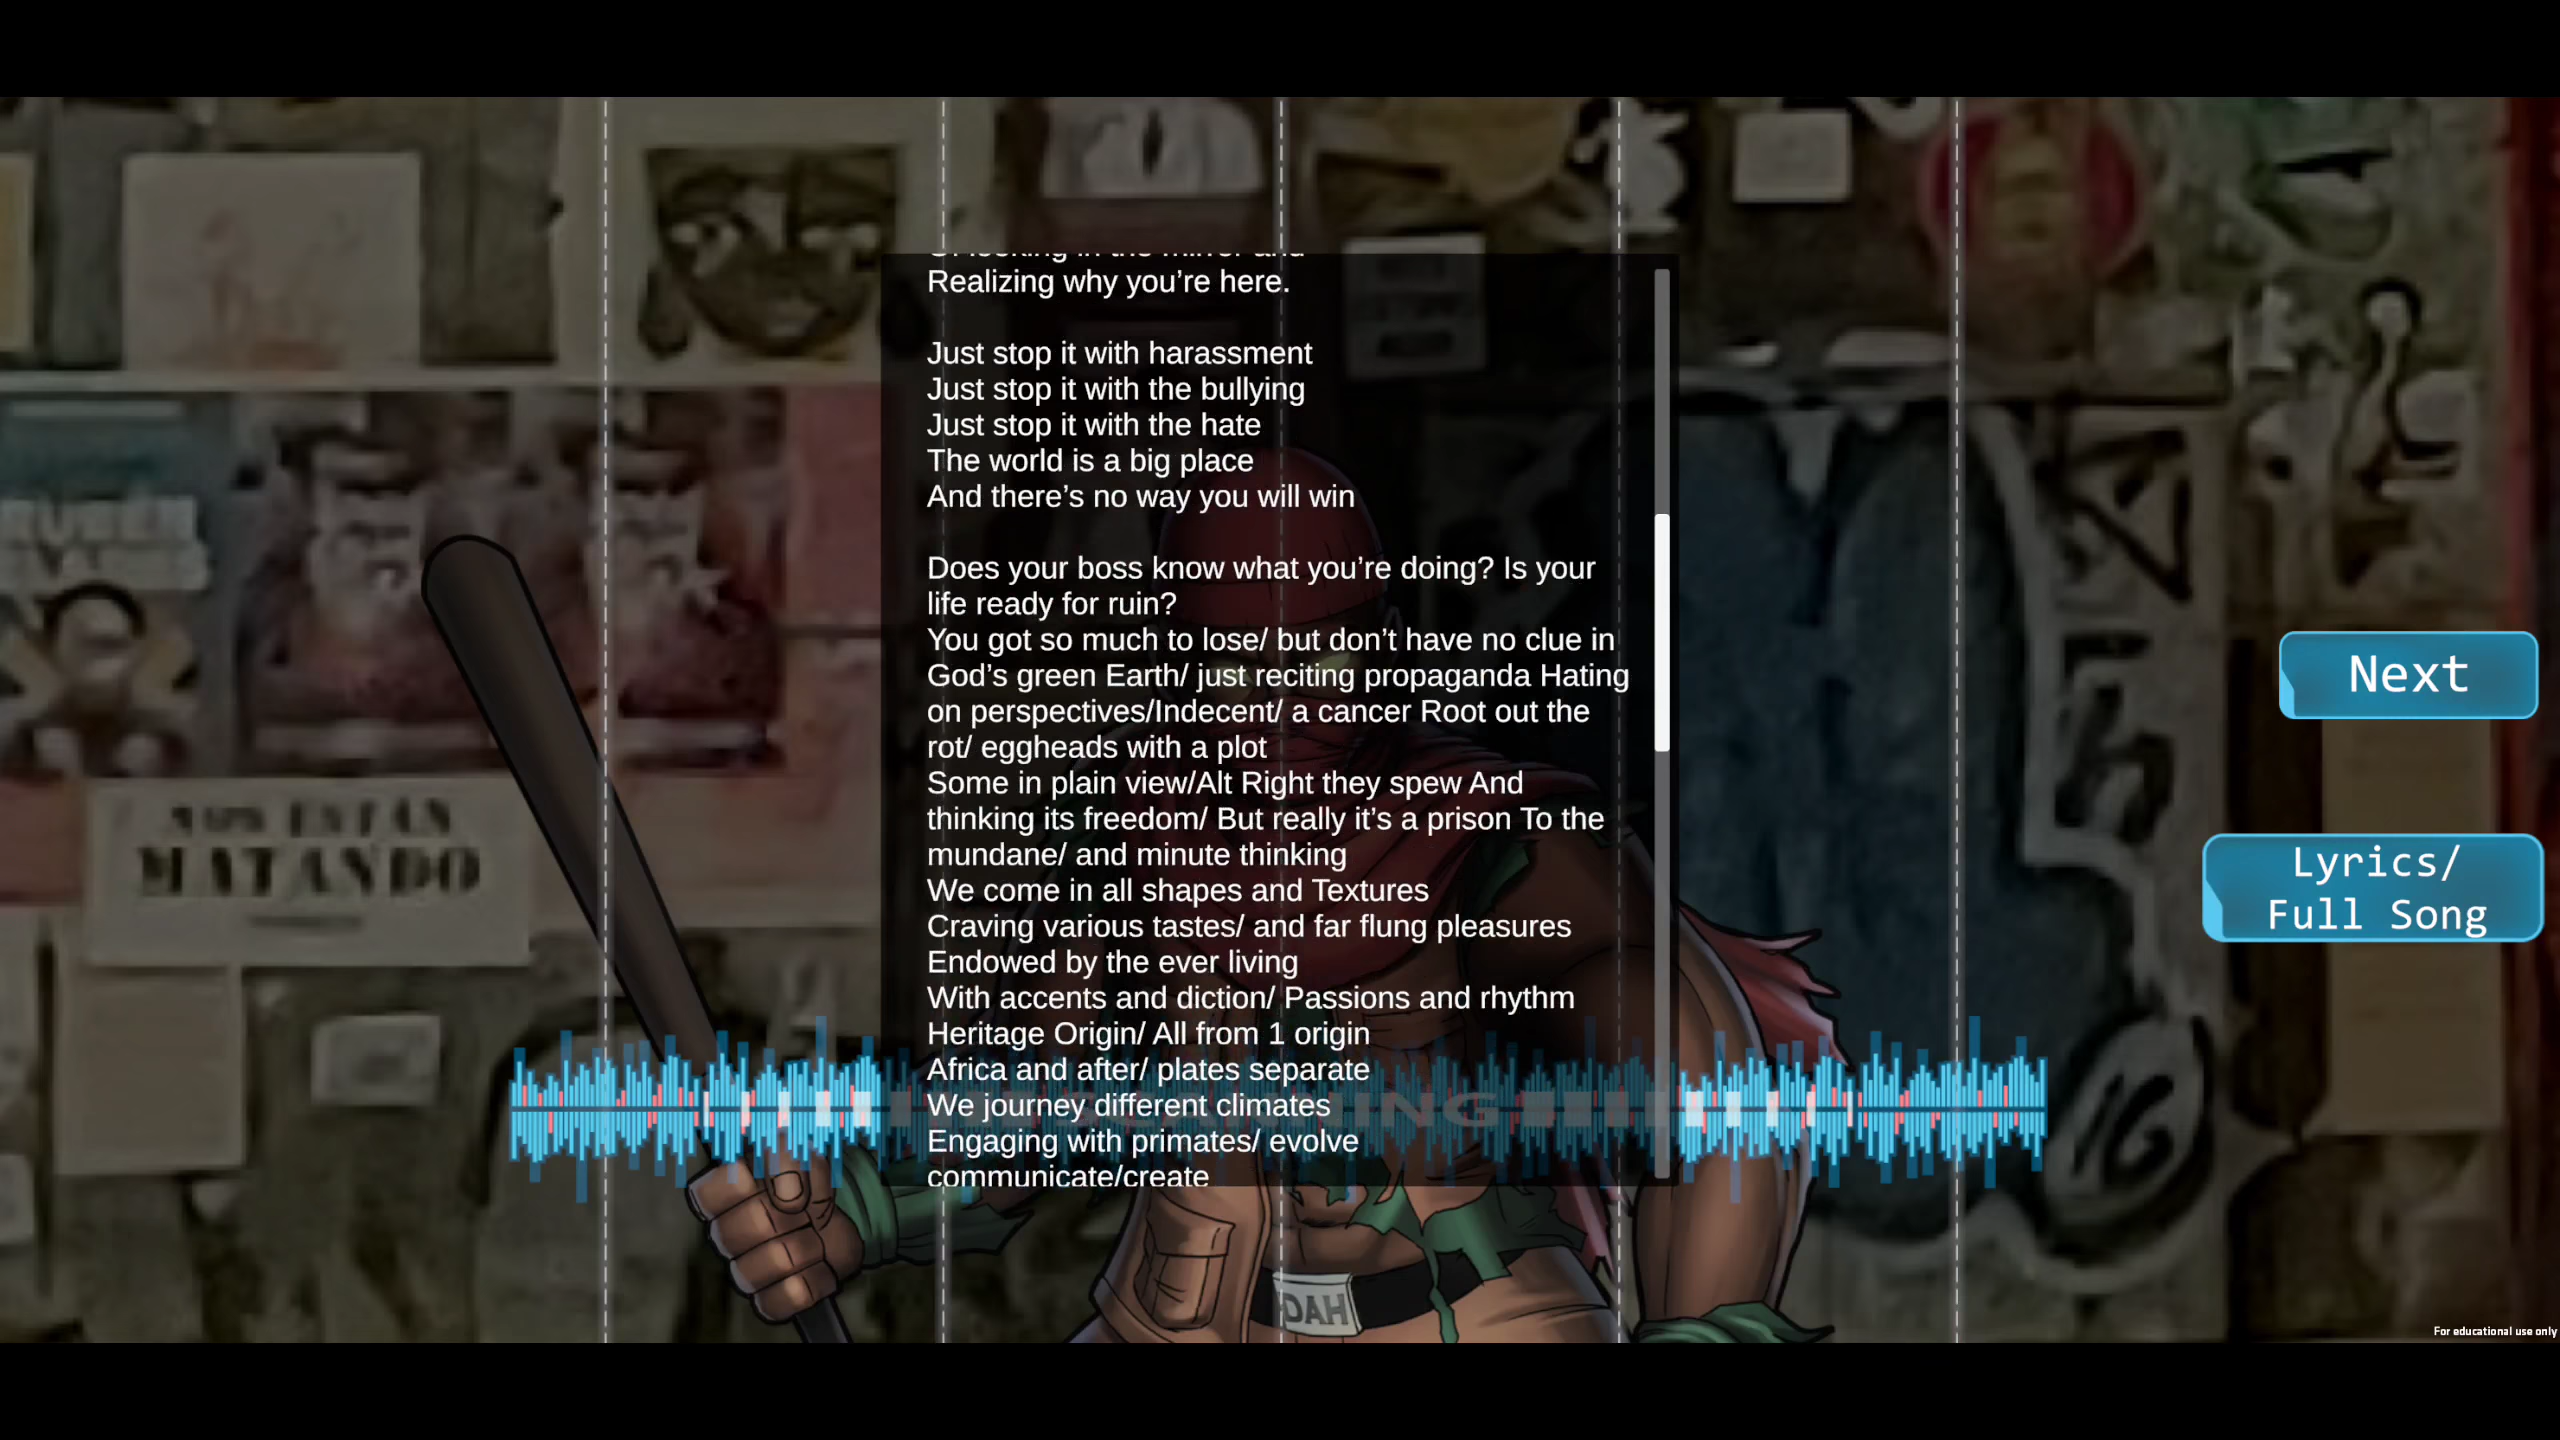 Realizing why you’re here.
Just stop it with harassment
Just stop it with the bullying
Just stop it with the hate
The world is a big place
And there’s no way you will win
Does your boss know what you’re doing? Is your
life ready for ruin?
You got so much to lose/ but don’t have no clue in
God’s green Earth/ just reciting propaganda Hating
on perspectives/Indecent/ a cancer Root out the
rot/ eggheads with a plot
Some in plain view/Alt Right they spew And
thinking its freedom/ But really it’s a prison To the
mundane/ and minute thinking
We come in all shapes and Textures
Craving various tastes/ and far flung pleasures
Endowed by the ever living
With accents and diction/ Passions and rhythm
Heritage Origin/ All from 1 origin
Africa and after/ plates separate
We journey different climates
Engaging with primates/ evolve
communicate/create
Next
Lyrics/
Full Song
MATANDO
DAH
For educational use only